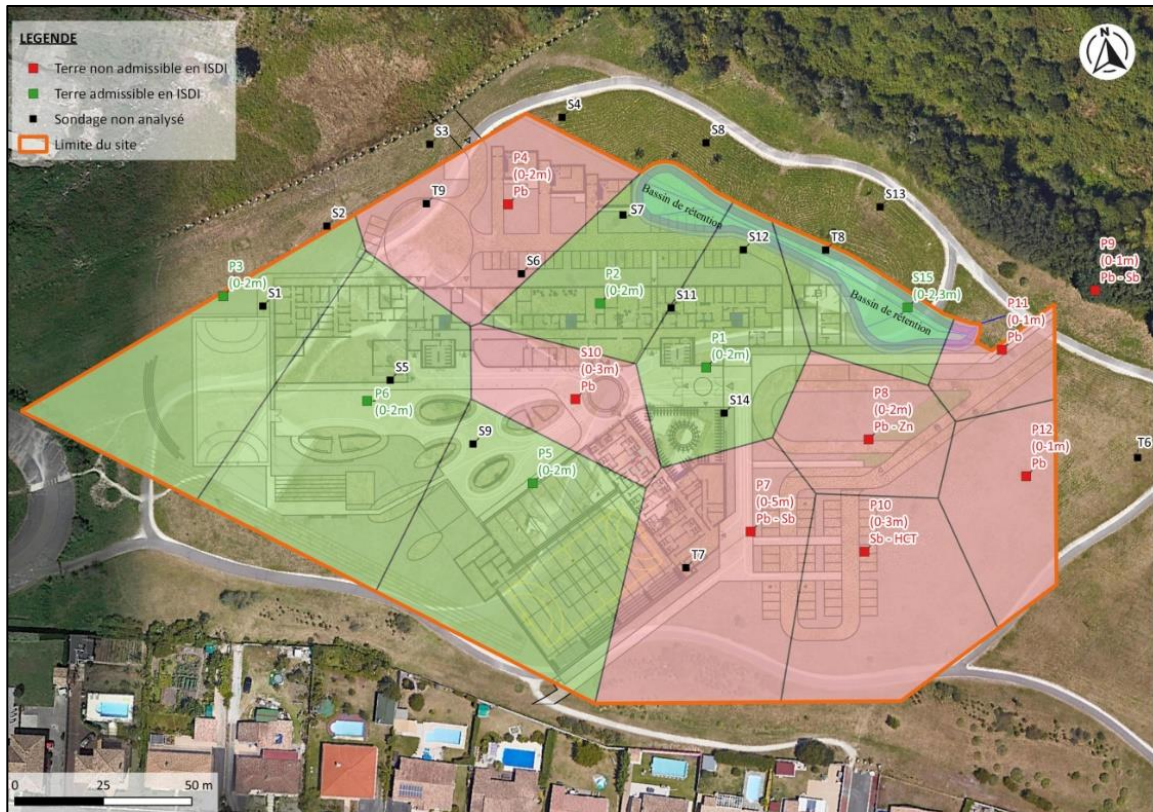 LEGENDE
Terre non admissible en ISDI
Terre admissible en ISDI
Sondage non analysé
Limite du site
N
S4
S3
S8
P4
(0-2m)
Pb
T9
S2
S7
Bassin de rétention
S13
S12
T8
P9
(0-1m)
Pb - Sb
P3
(0-2m)
S1
S6
P2
(0-2m)
S11
S15
(0-2,3m)
Bassin de rétention
P11
(0-1m)
Pb
S5
P6
(0-2m)
S10
(0-3m)
Pb
P1
(0-2m)
S14
P8
(0-2m)
Pb - Zn
S9
P5
(0-2m)
P12
(0-1m)
Pb
T6
P7
(0-5m)
Pb - Sb
P10
(0-3m)
Sb - HCT
T7
0 25 50 m